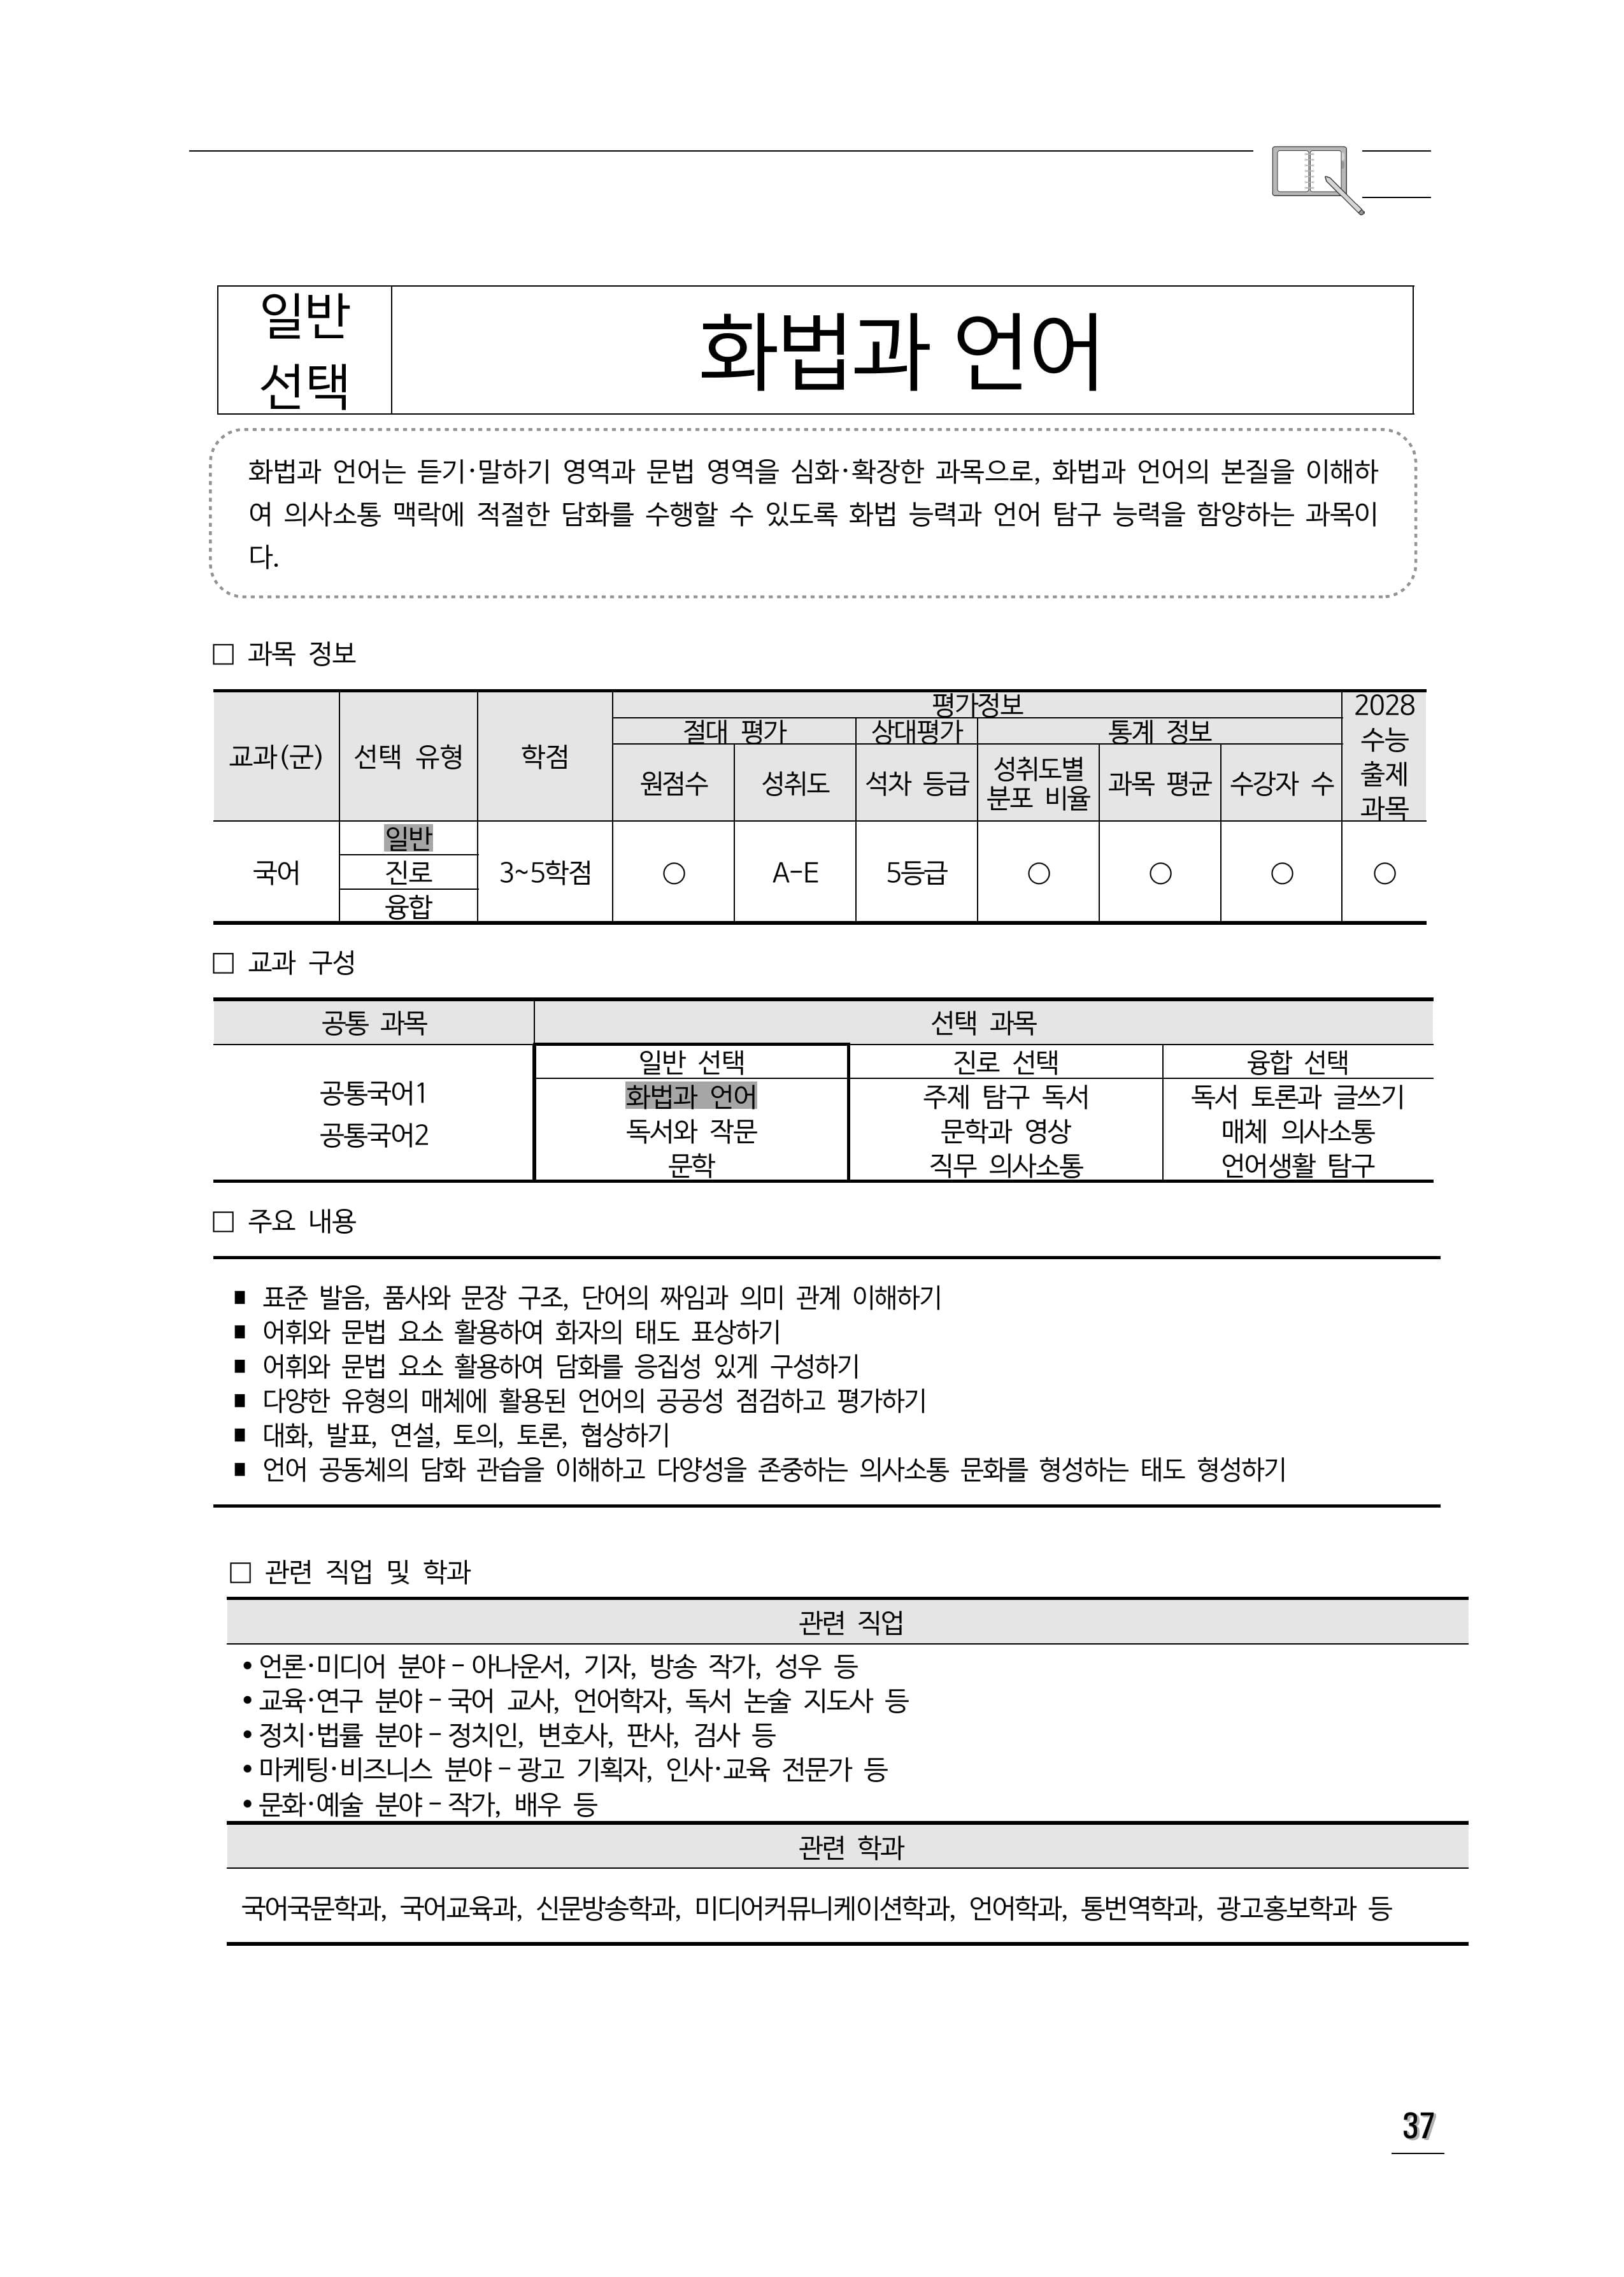 일반
선택
화법과 언어
화법과 언어는 듣기·말하기 영역과 문법 영역을 심화·확장한 과목으로, 화법과 언어의 본질을 이해하
여 의사소통 맥락에 적절한 담화를 수행할 수 있도록 화법 능력과 언어 탐구 능력을 함양하는 과목이
다.
□ 과목 정보
교과(군) 선택 유형 학점 평가정보 2028 수능 출제 과목
절대 평가 상대평가 통계 정보
원점수 성취도 석차 등급 성취도별 분포 비율 과목 평균 수강자 수
국어 일반 3~5학점 ○ A-E 5등급 ○ ○ ○ ○
진로
융합
□ 교과 구성
공통 과목 선택 과목
공통국어1
공통국어2
일반 선택 진로 선택 융합 선택
화법과 언어 주제 탐구 독서 독서 토론과 글쓰기
독서와 작문 문학과 영상 매체 의사소통
문학 직무 의사소통 언어생활 탐구
□ 주요 내용
■ 표준 발음, 품사와 문장 구조, 단어의 짜임과 의미 관계 이해하기
■ 어휘와 문법 요소 활용하여 화자의 태도 표상하기
■ 어휘와 문법 요소 활용하여 담화를 응집성 있게 구성하기
■ 다양한 유형의 매체에 활용된 언어의 공공성 점검하고 평가하기
■ 대화, 발표, 연설, 토의, 토론, 협상하기
■ 언어 공동체의 담화 관습을 이해하고 다양성을 존중하는 의사소통 문화를 형성하는 태도 형성하기
□ 관련 직업 및 학과
관련 직업
• 언론·미디어 분야 - 아나운서, 기자, 방송 작가, 성우 등
• 교육·연구 분야 - 국어 교사, 언어학자, 독서 논술 지도사 등
• 정치·법률 분야 - 정치인, 변호사, 판사, 검사 등
• 마케팅·비즈니스 분야 - 광고 기획자, 인사·교육 전문가 등
• 문화·예술 분야 - 작가, 배우 등
관련 학과
국어국문학과, 국어교육과, 신문방송학과, 미디어커뮤니케이션학과, 언어학과, 통번역학과, 광고홍보학과 등
37